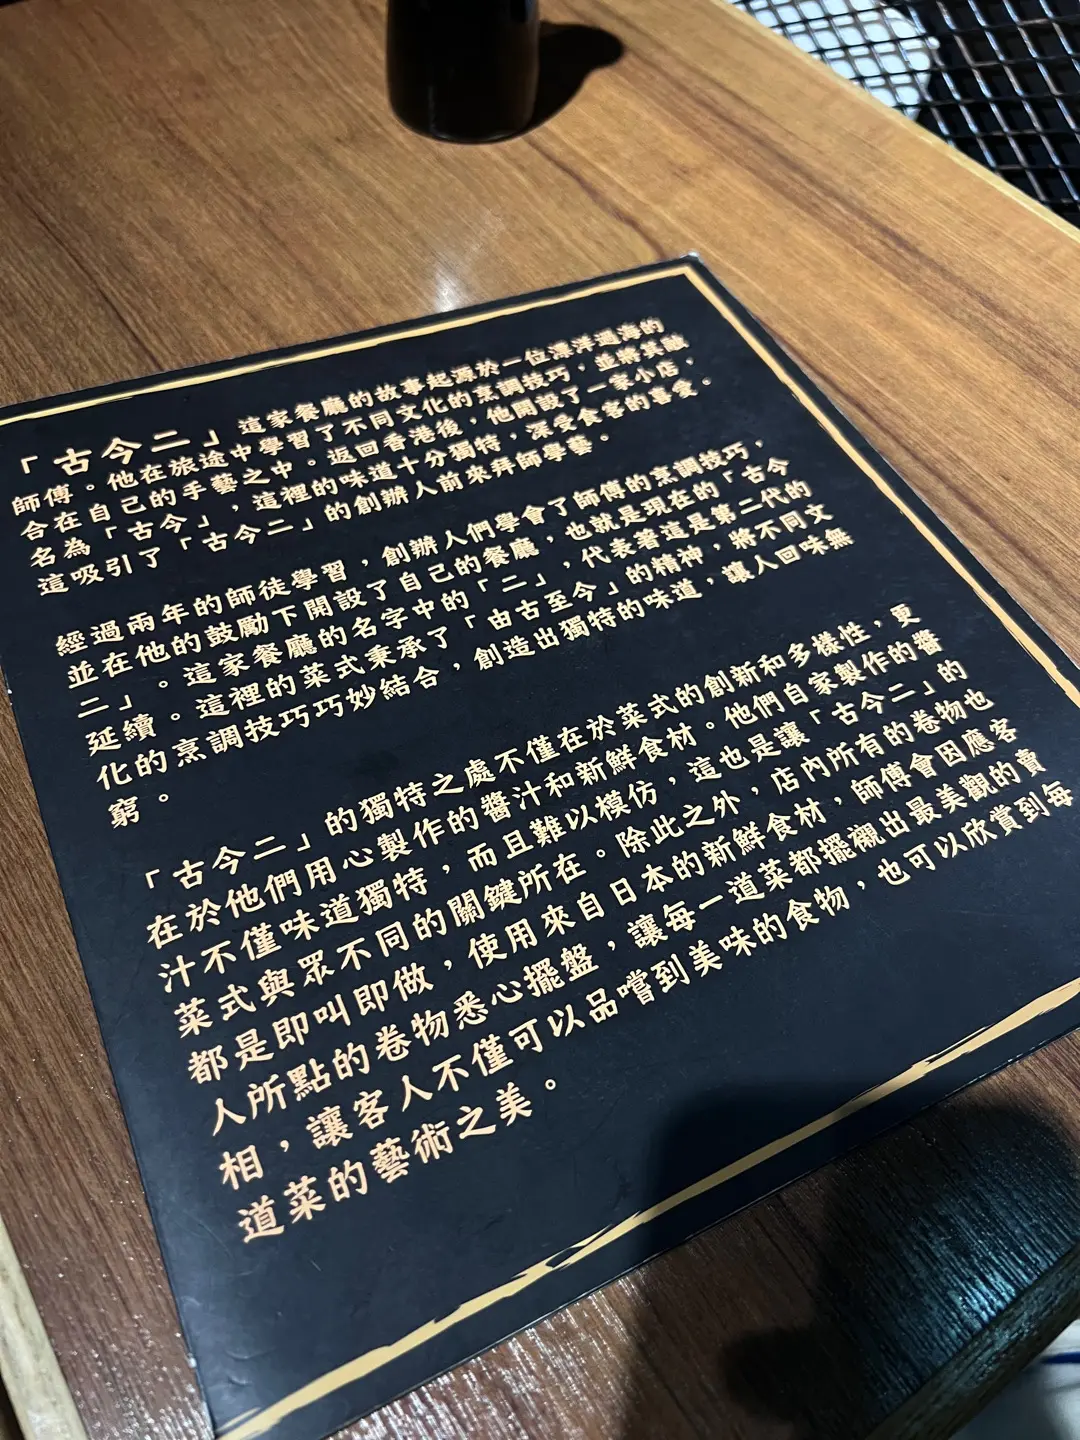 「古今二」這家餐廳的故事起源於一位漂洋過海的
師傅。他在旅途中學習了不同文化的烹調技巧,並將其融
合在自己的手藝之中。返回香港後,他開設了一家小店,
名為「古今」,這裡的味道十分獨特,深受食客的喜愛。
這吸引了「古今二」的創辦人前來拜師學藝。
經過兩年的師徒學習,創辦人們學會了師傅的烹調技巧,
並在他的鼓勵下開設了自己的餐廳,也就是現在的「古今
二」。這家餐廳的名字中的「二」,代表著這是第二代的
延續。這裡的菜式秉承了「由古至今」的精神,將不同文
化的烹調技巧巧妙結合,創造出獨特的味道,讓人回味無
窮。
「古今二」的獨特之處不僅在於菜式的創新和多樣性,更
在於他們用心製作的醬汁和新鮮食材。他們自家製作的醬
汁不僅味道獨特,而且難以模仿,這也是讓「古今二」的
菜式與眾不同的關鍵所在。除此之外,店內所有的卷物也
都是即叫即做,使用來自日本的新鮮食材,師傅會因應客
人所點的卷物悉心擺盤,讓每一道菜都擺襯出最美觀的賣
相,讓客人不僅可以品嚐到美味的食物,也可以欣賞到每
道菜的藝術之美。